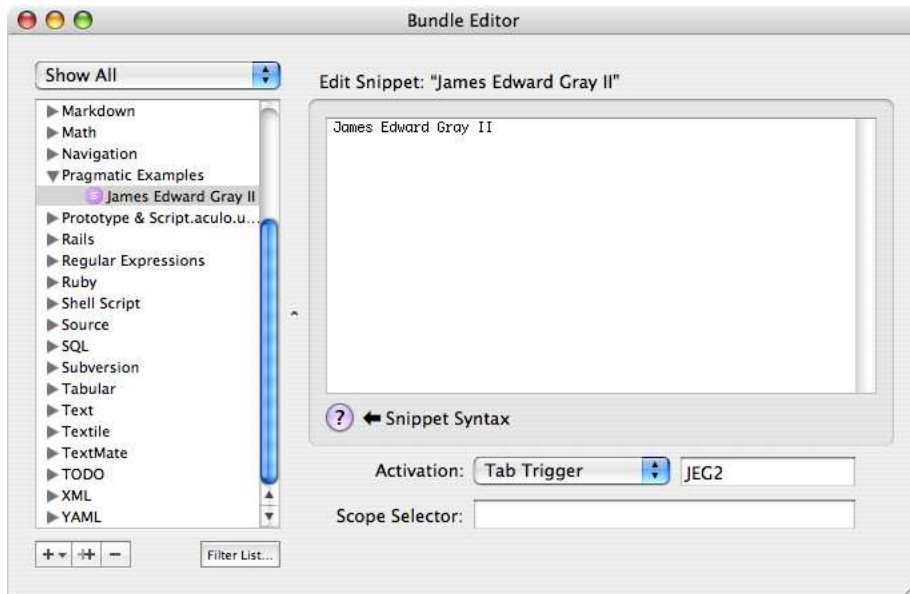 Bundle Editor
Show All
Markdown
Math
Navigation
Pragmatic Examples
James Edward Gray II
Prototype & Script.aculo.u...
Rails
Regular Expressions
Ruby
Shell Script
Source
SQL
Subversion
Tabular
Text
Textile
TextMate
TODO
XML
YAML
Filter List...
Edit Snippet: “James Edward Gray II”
James Edward Gray II
? Snippet Syntax
Activation: Tab Trigger JEG2
Scope Selector: